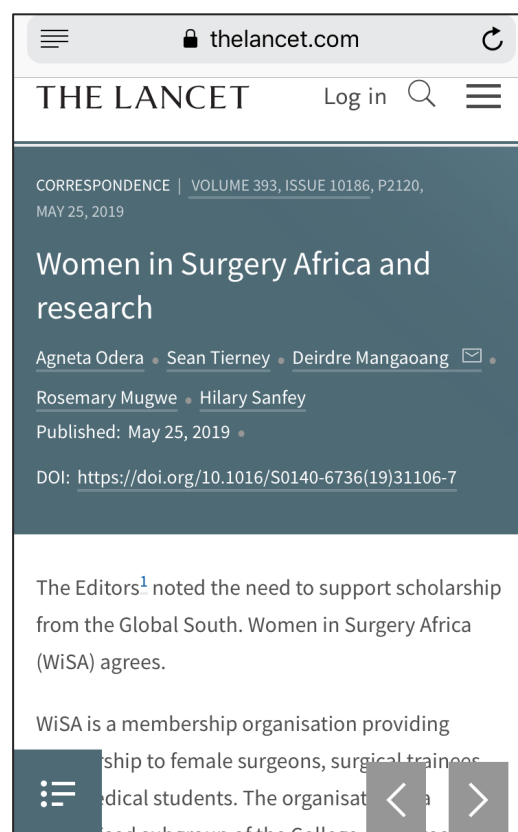 thelancet.com
THE LANCET Log in
CORRESPONDENCE | VOLUME 393, ISSUE 10186, P2120,
MAY 25, 2019
Women in Surgery Africa and
research
Agneta Odera • Sean Tierney • Deirdre Mangaoang •
Rosemary Mugwe • Hilary Sanfey
Published: May 25, 2019 •
DOI: https://doi.org/10.1016/S0140-6736(19)31106-7
The Editors1 noted the need to support scholarship
from the Global South. Women in Surgery Africa
(WiSA) agrees.
WiSA is a membership organisation providing
to female surgeons, surgical trainees
students. The
subgroup of the College